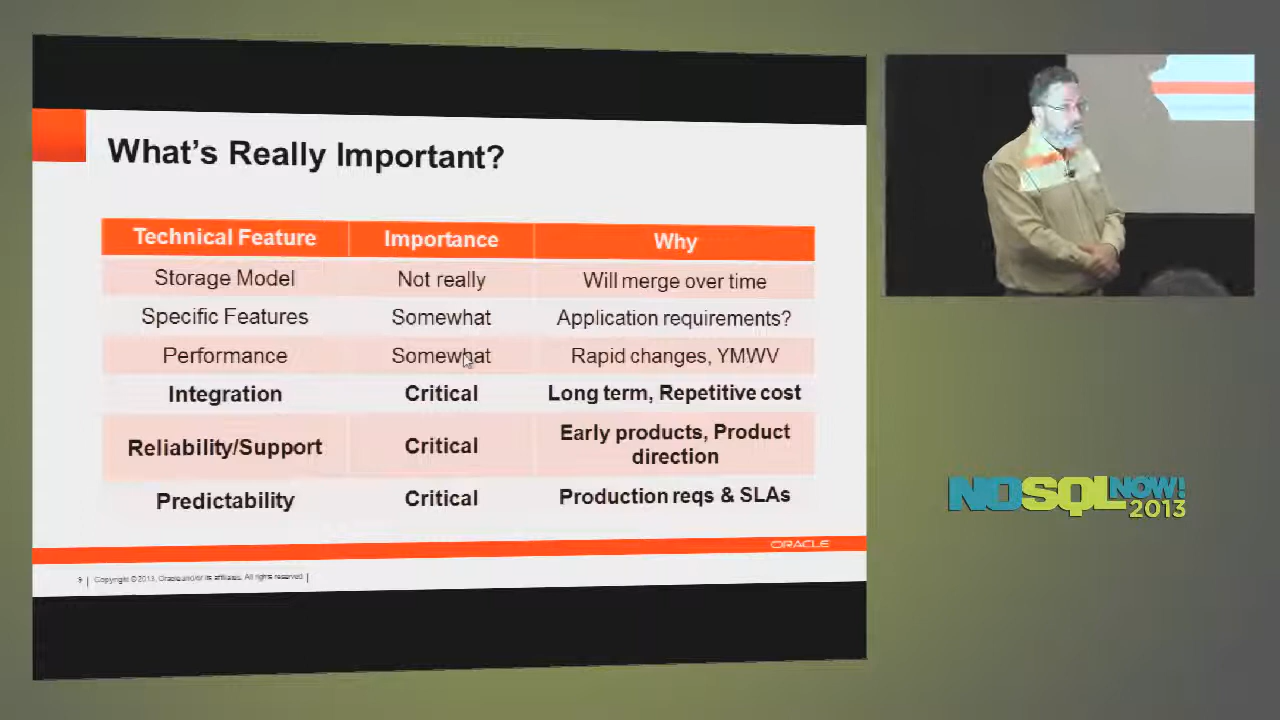 What's Really Important?
Technical Feature Importance Why
Storage Model Not really Will merge over time
Specific Features Somewhat Application requirements?
Performance Somewhat Rapid changes, YMWV
Integration Critical Long term, Repetitive cost
Reliability/Support Critical Early products, Product
direction
Predictability Critical Production reqs & SLAs
ORACLE
9 Copyright © 2013, Oracle and/or its affiliates. All rights reserved.
NOSQL NOW!
2013